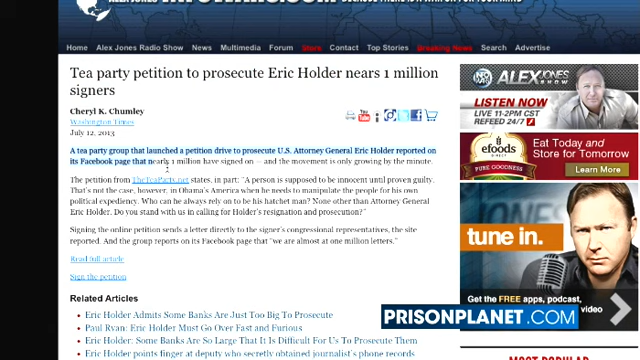 Home Alex Jones Radio Show News Multimedia Forum Store Contact Top Stories Breaking News Search Advertise
Tea party petition to prosecute Eric Holder nears 1 million
signers
Cheryl K. Chumley
Washington Times
July 12, 2013
A tea party group that launched a petition drive to prosecute U.S. Attorney General Eric Holder reported on
its Facebook page that nearly 1 million have signed on — and the movement is only growing by the minute.
The petition from TheTeaParty.net states, in part: "A person is supposed to be innocent until proven guilty.
That's not the case, however, in Obama's America when he needs to manipulate the people for his own
political expediency. Who can he always rely on to be his hatchet man? None other than Attorney General
Eric Holder. Do you stand with us in calling for Holder's resignation and prosecution?"
Signing the online petition sends a letter directly to the signer's congressional representatives, the site
reported. And the group reports on its Facebook page that "we are almost at one million letters."
Read full article
Sign the petition
Related Articles
Eric Holder Admits Some Banks Are Just Too Big To Prosecute
Paul Ryan: Eric Holder Must Go Over Fast and Furious
Eric Holder: Some Banks Are So Large That It Is Difficult For Us To Prosecute Them
Eric Holder points finger at deputy who secretly obtained journalist's phone records
ALEX JONES
SHOW
LISTEN NOW
LIVE 11-2PM CST
REFEED 24/7
efoods
DIRECT
PURE GOODNESS
Eat Today and
Store for Tomorrow
Learn More
JONES
tune in.
Get the FREE apps, podcast,
video
PRISONPLANET.COM
MOST POPULAR